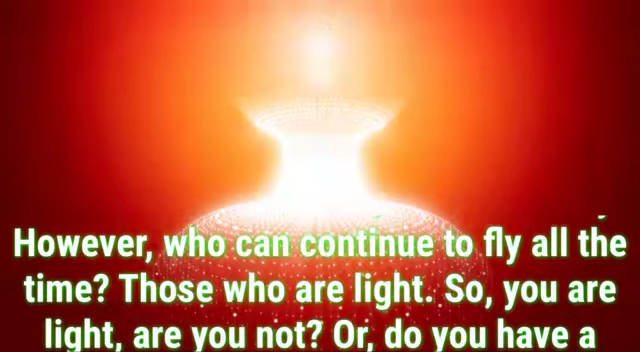 However, who can continue to fly all the
time? Those who are light. So, you are
light, are you not? Or, do you have a